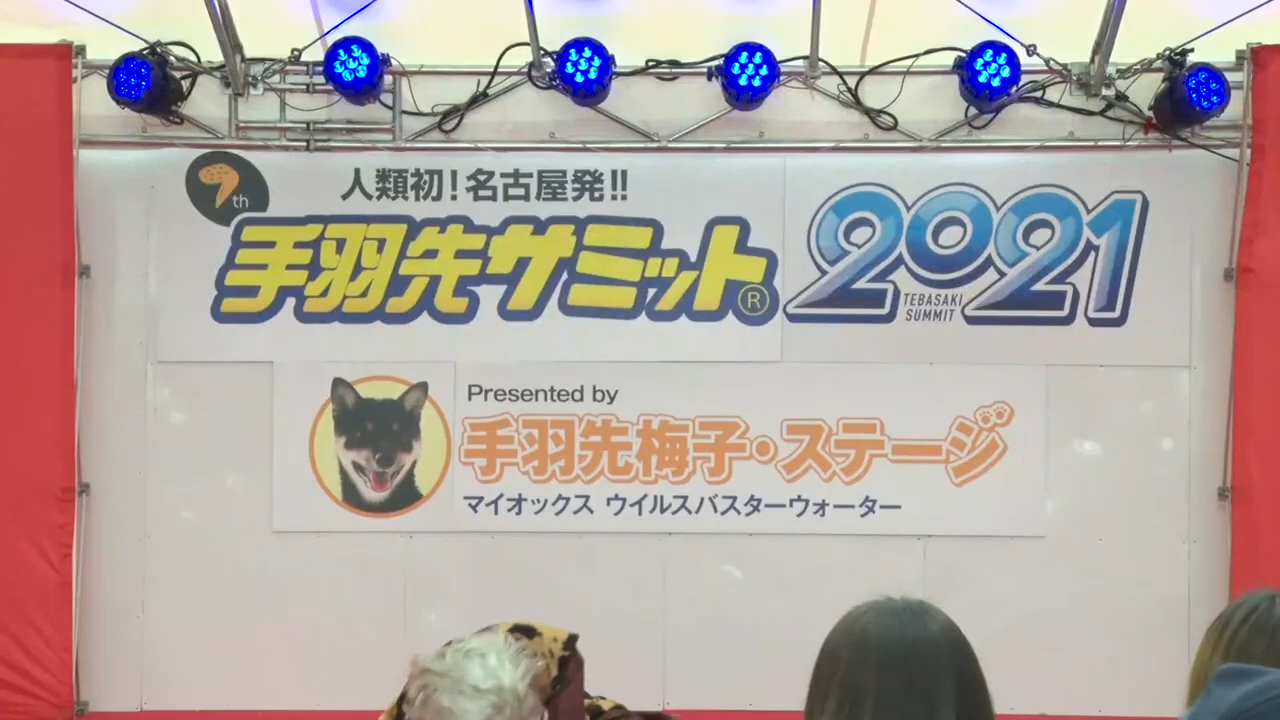 7th
人類初！名古屋発!!
手羽先サミット®
2021
TEBASAKI
SUMMIT
Presented by
手羽先梅子・ステージ
マイオックス ウイルスバスターウォーター